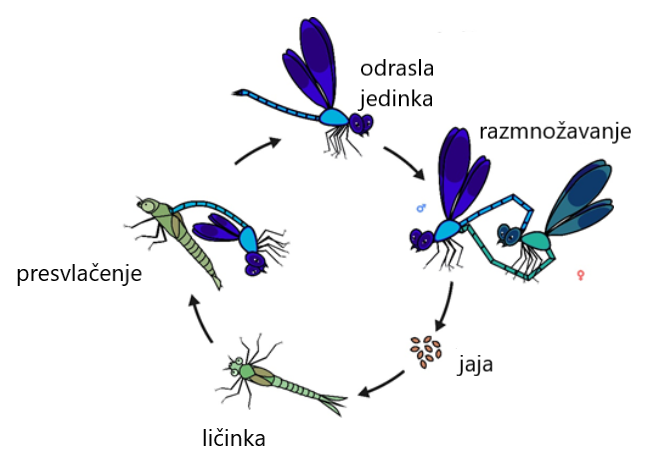 odrasla
jedinka
razmnožavanje
♂
♀
presvlačenje
jaja
ličinka